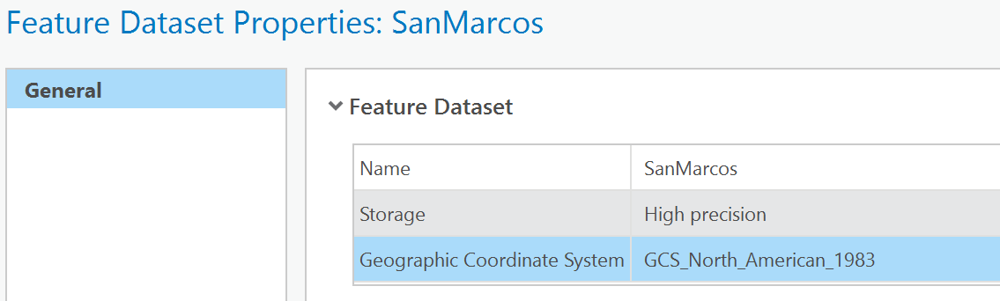 Feature Dataset Properties: SanMarcos
General
Feature Dataset
Name SanMarcos
Storage High precision
Geographic Coordinate System GCS_North_American_1983